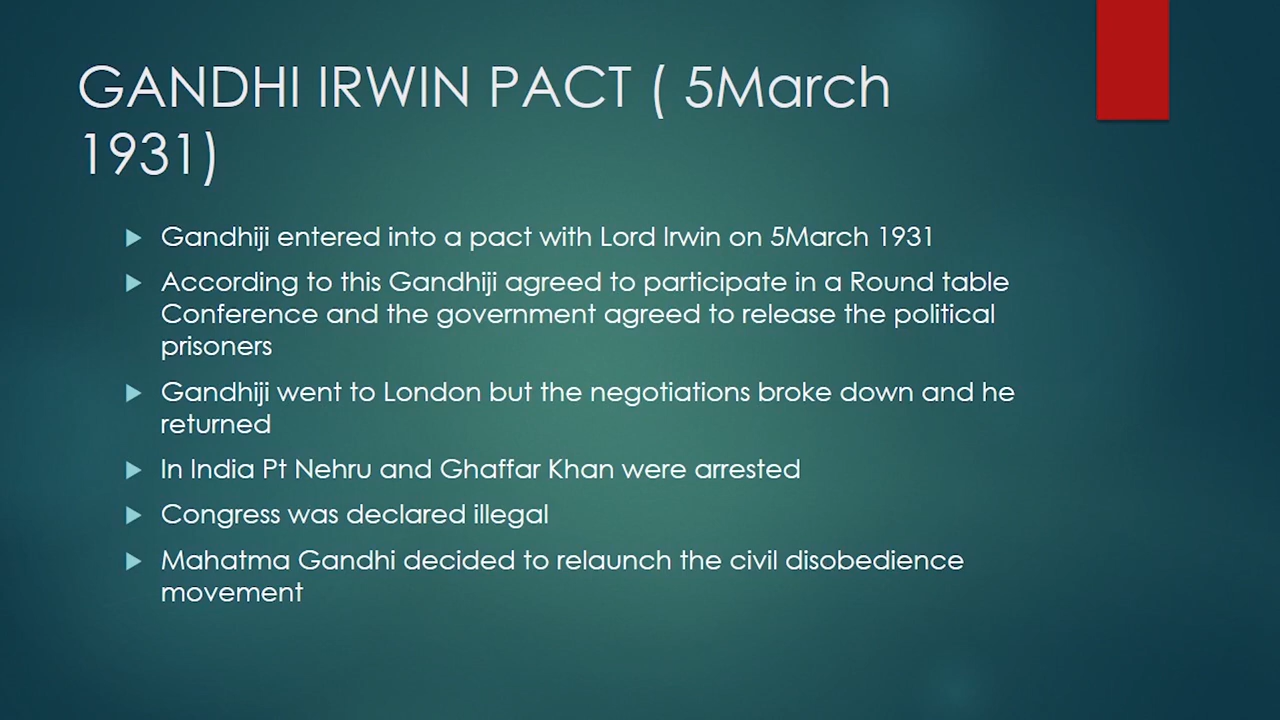 GANDHI IRWIN PACT ( 5March
1931)
Gandhiji entered into a pact with Lord Irwin on 5March 1931
According to this Gandhiji agreed to participate in a Round table
Conference and the government agreed to release the political
prisoners
Gandhiji went to London but the negotiations broke down and he
returned
In India Pt Nehru and Ghaffar Khan were arrested
Congress was declared illegal
Mahatma Gandhi decided to relaunch the civil disobedience
movement